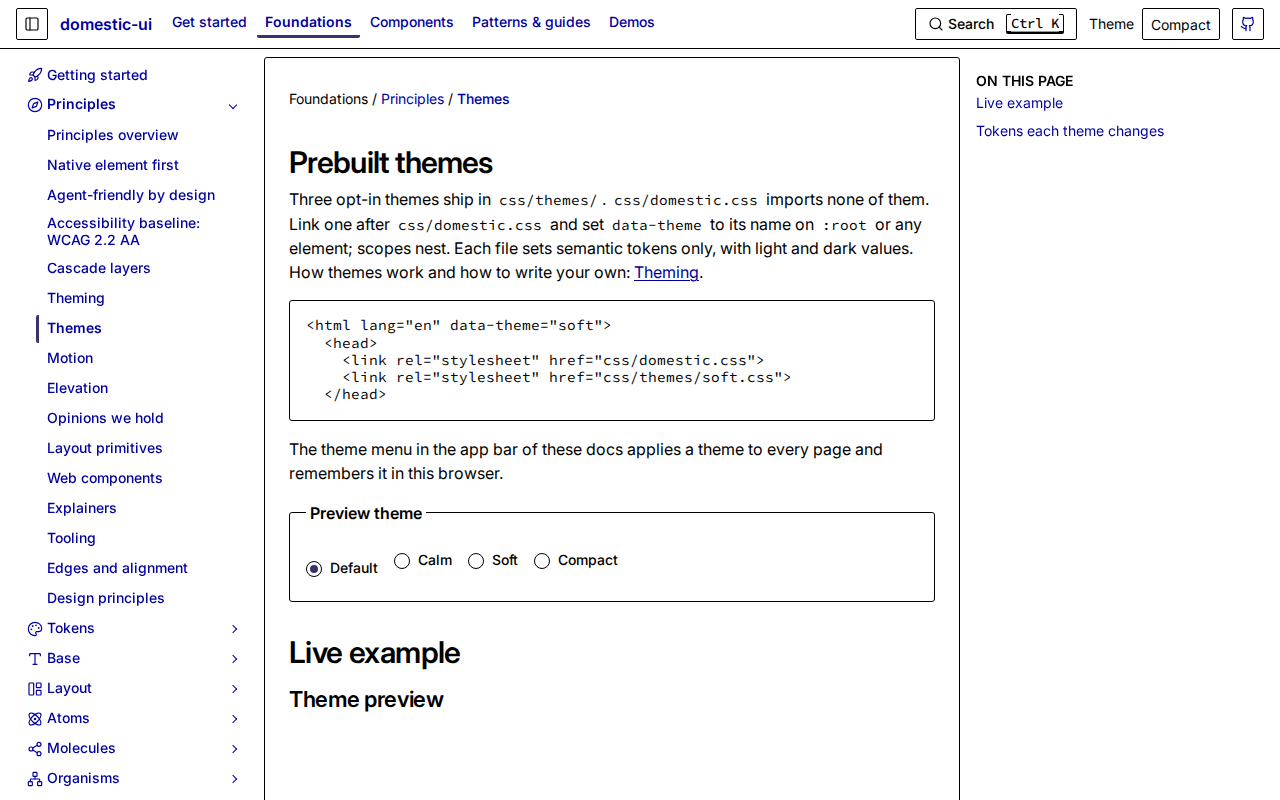 domestic-ui Get started Foundations Components Patterns & guides Demos Search Ctrl K Theme Compact
Getting started
Principles
Principles overview
Native element first
Agent-friendly by design
Accessibility baseline:
WCAG 2.2 AA
Cascade layers
Theming
Themes
Motion
Elevation
Opinions we hold
Layout primitives
Web components
Explainers
Tooling
Edges and alignment
Design principles
Tokens
Base
Layout
Atoms
Molecules
Organisms
Foundations / Principles / Themes
Prebuilt themes
Three opt-in themes ship in css/themes/ . css/domestic.css imports none of them.
Link one after css/domestic.css and set data-theme to its name on :root or any
element; scopes nest. Each file sets semantic tokens only, with light and dark values.
How themes work and how to write your own: Theming.
<html lang="en" data-theme="soft">
  <head>
    <link rel="stylesheet" href="css/domestic.css">
    <link rel="stylesheet" href="css/themes/soft.css">
  </head>
The theme menu in the app bar of these docs applies a theme to every page and
remembers it in this browser.
Preview theme
Default Calm Soft Compact
Live example
Theme preview
ON THIS PAGE
Live example
Tokens each theme changes